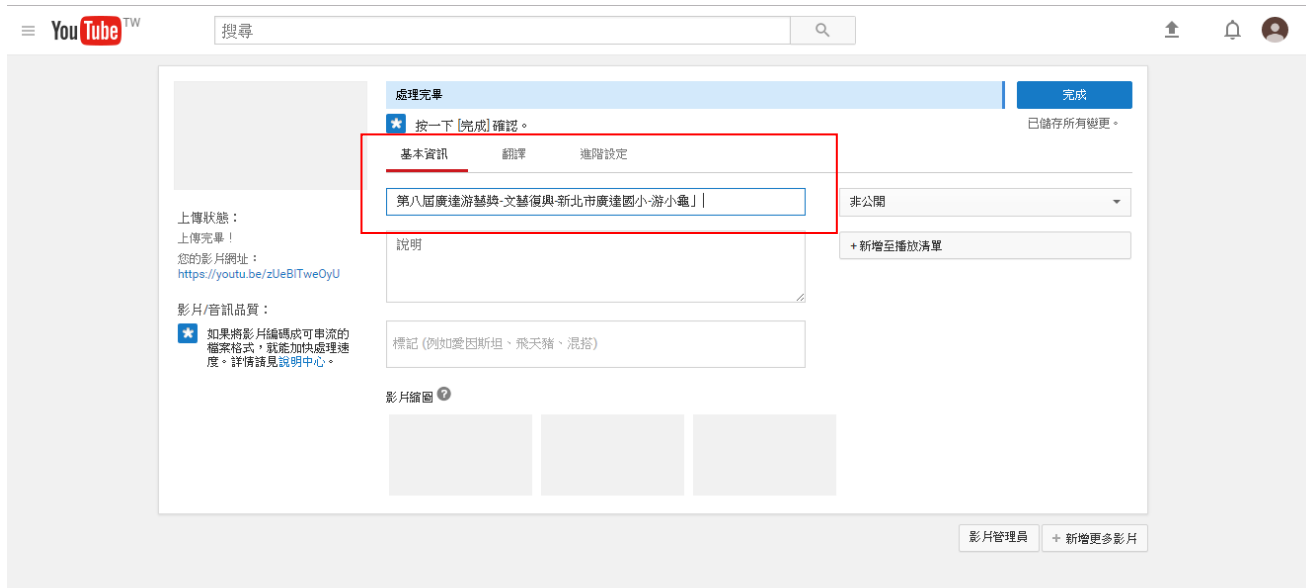 YouTube TW
搜尋
處理完畢
完成
按一下 [完成] 確認。
已儲存所有變更。
基本資訊 翻譯 進階設定
第八屆廣達游藝獎-文藝復興-新北市廣達國小-游小龜」
非公開
上傳狀態：
上傳完畢！
您的影片網址：
https://youtu.be/zUeBITweOyU
說明
+新增至播放清單
影片/音訊品質：
如果將影片編碼成可串流的
檔案格式，就能加快處理速
度。詳情請見說明中心。
標記 (例如愛因斯坦、飛天豬、混搭)
影片縮圖 ?
影片管理員
+ 新增更多影片